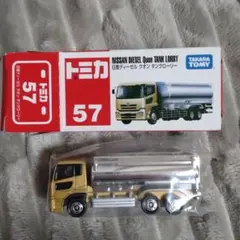 トミカ
57
NISSAN DIESEL Quon TANK LORRY
日産ディーゼル クオン タンクローリー
TAKARA
TOMY
トミカ
57